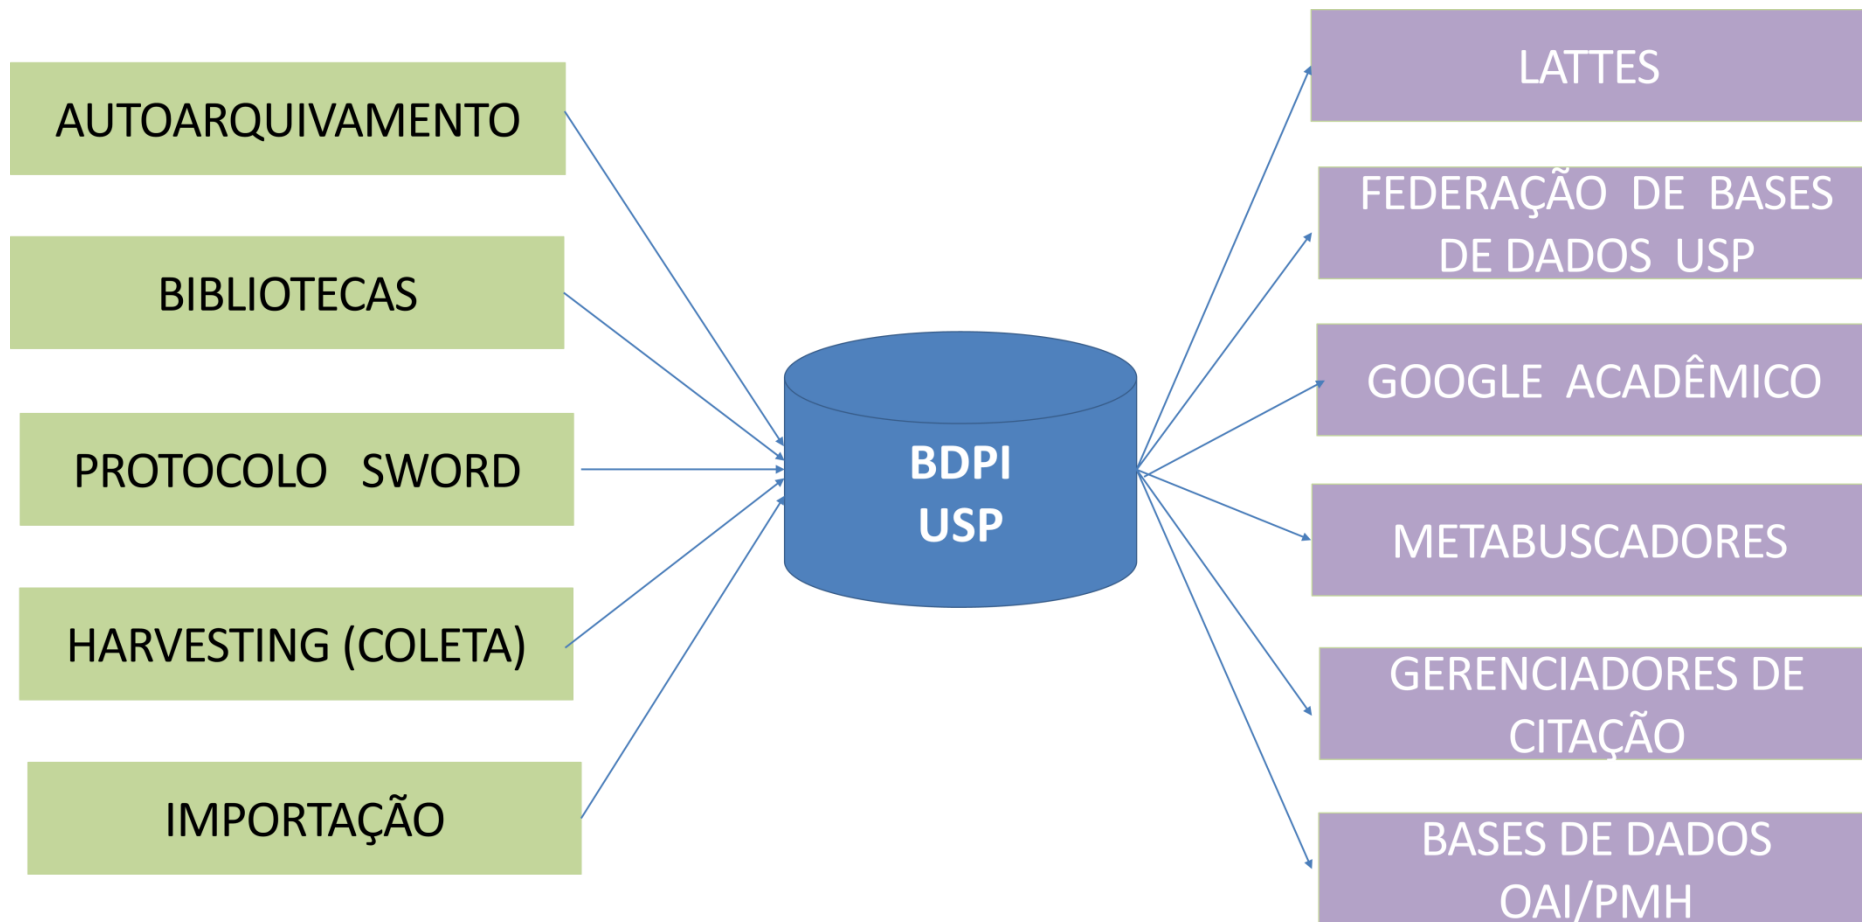 AUTOARQUIVAMENTO
BIBLIOTECAS
PROTOCOLO SWORD
HARVESTING (COLETA)
IMPORTAÇÃO
BDPI
USP
LATTES
FEDERAÇÃO DE BASES
DE DADOS USP
GOOGLE ACADÊMICO
METABUSCADORES
GERENCIADORES DE
CITAÇÃO
BASES DE DADOS
OAI/PMH